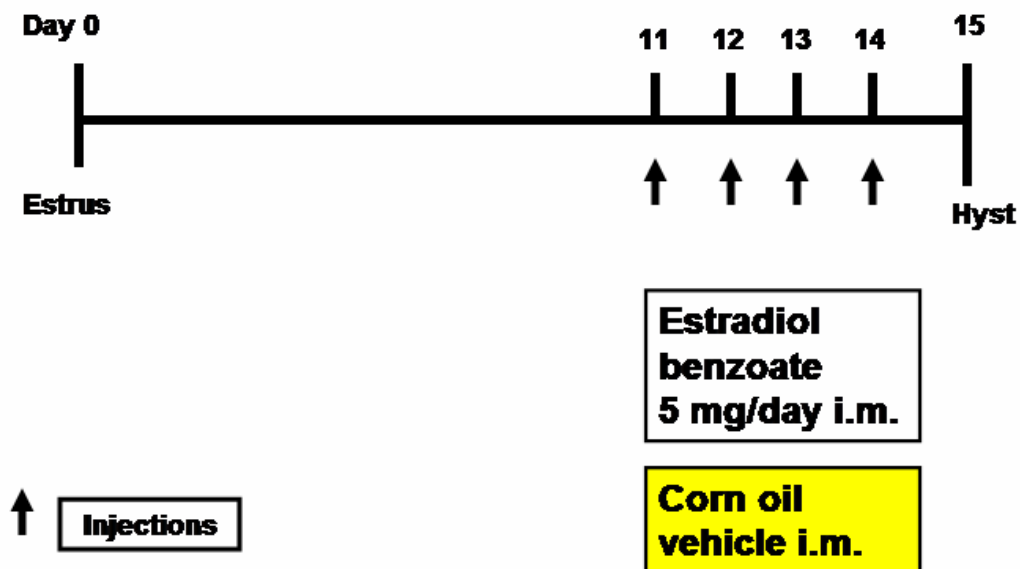 Day 0
11
12
13
14
15
Estrus
Hyst
Estradiol
benzoate
5 mg/day i.m.
Injections
Corn oil
vehicle i.m.